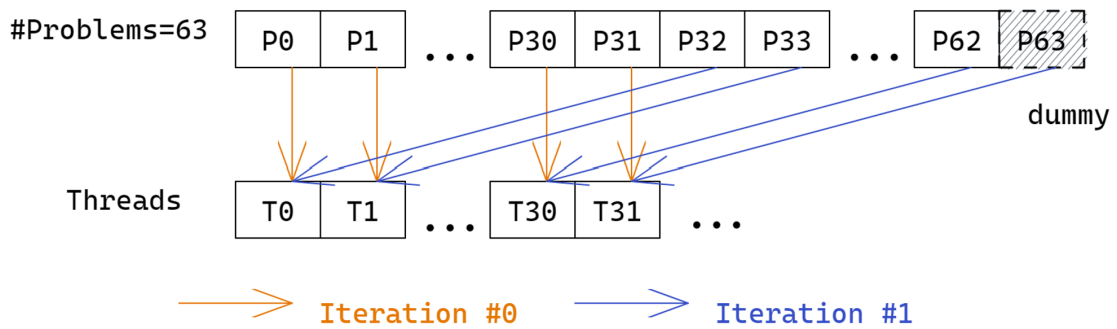 #Problems=63 P0 P1 ... P30 P31 P32 P33 ... P62 P63
dummy
Threads T0 T1 ... T30 T31 ...
Iteration #0 Iteration #1